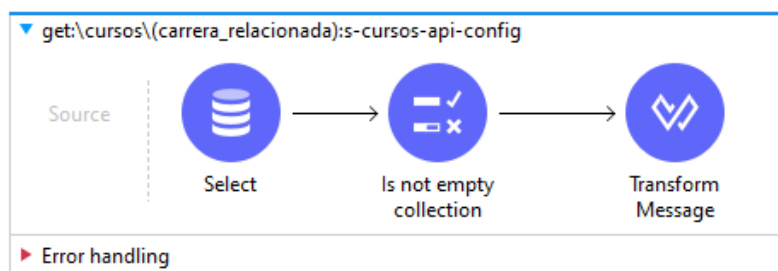 get:\cursos\(carrera_relacionada):s-cursos-api-config
Source
Select
Is not empty
collection
Transform
Message
Error handling